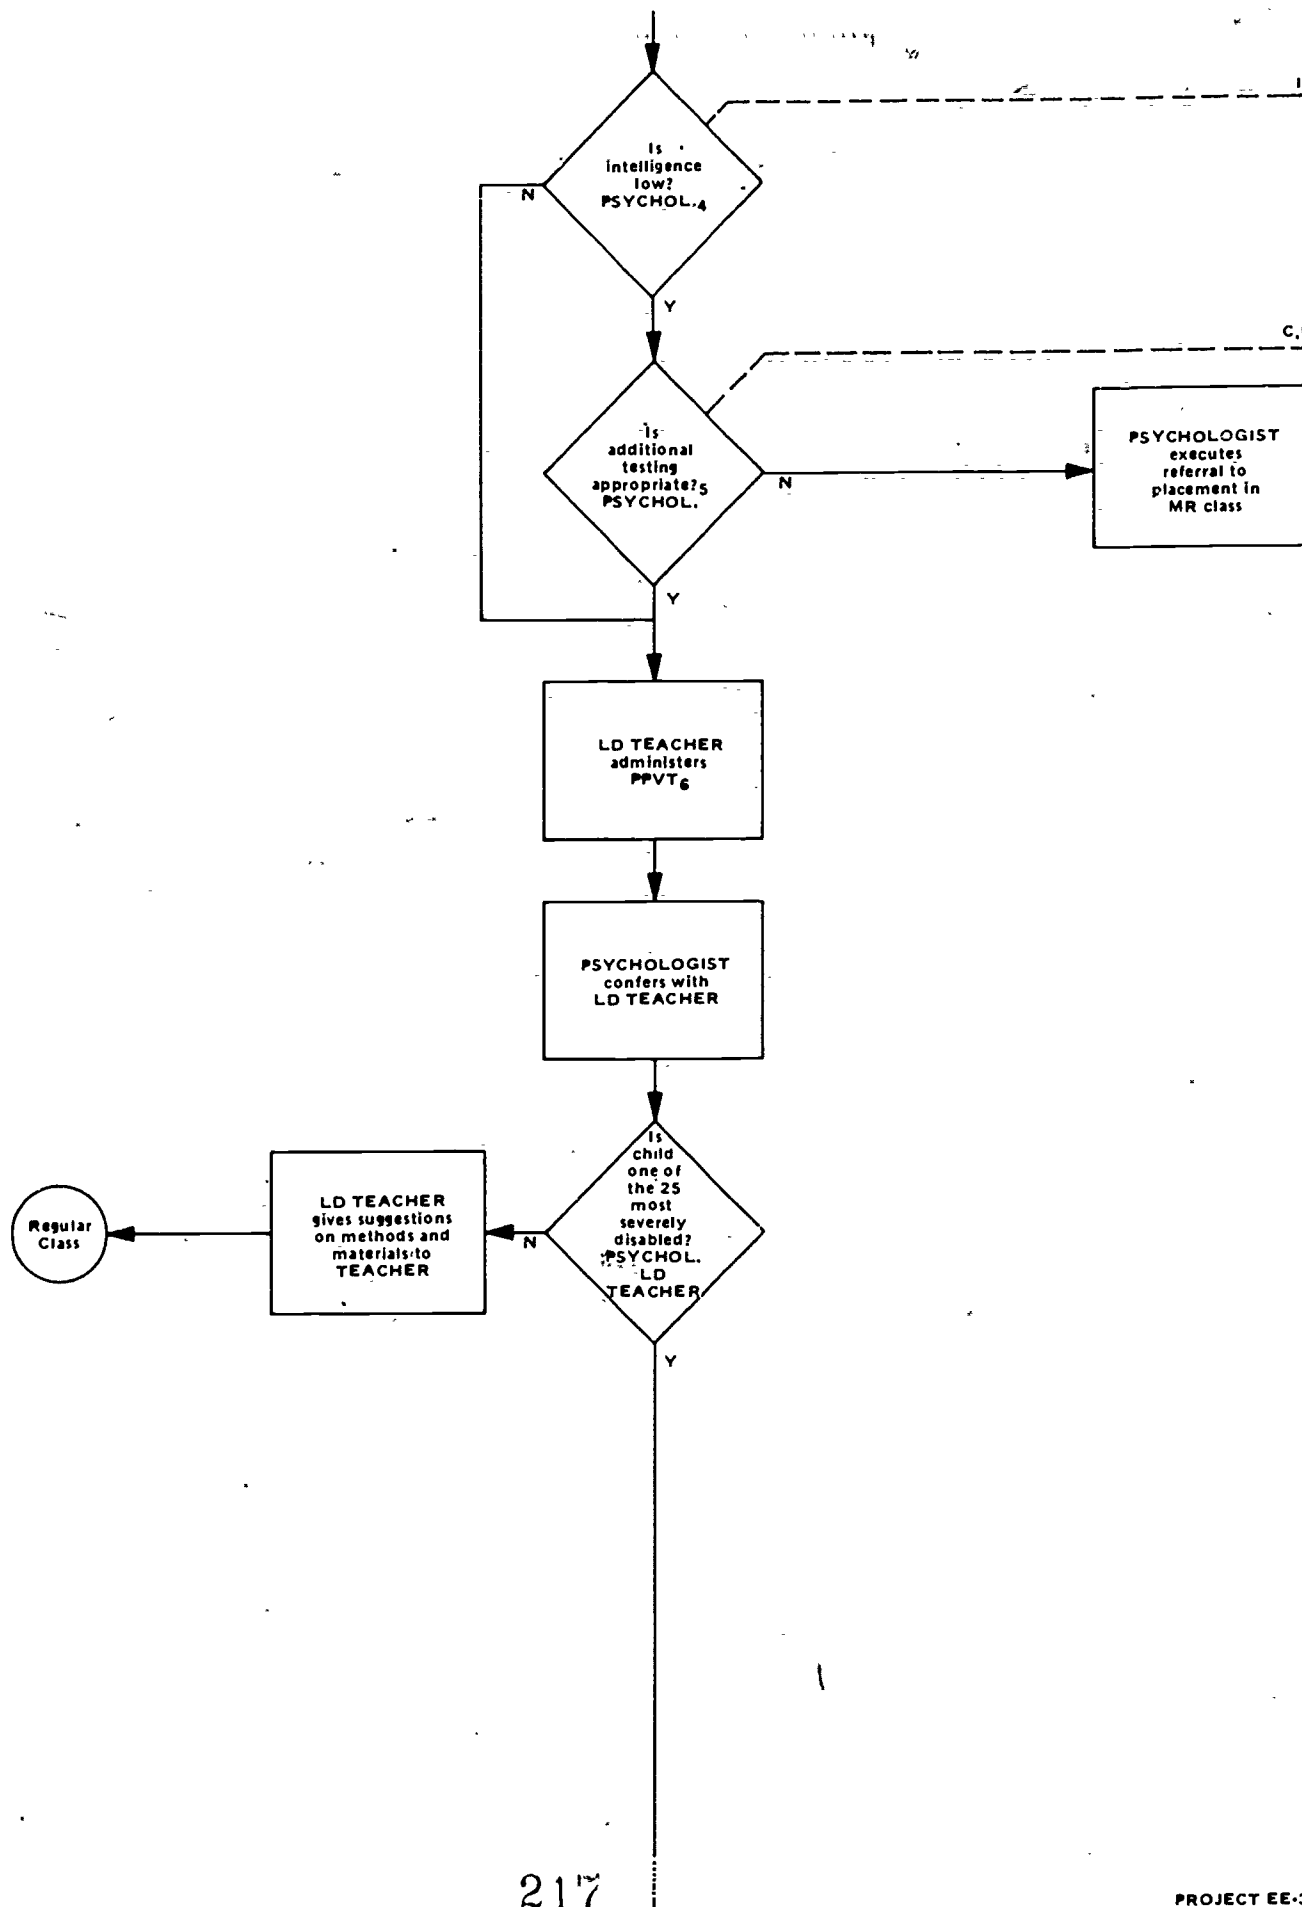 Is
intelligence
low?
PSYCHOL.4
N
Y
C,
Is
additional
testing
appropriate?5
PSYCHOL.
N
Y
PSYCHOLOGIST
executes
referral to
placement in
MR class
LD TEACHER
administers
PPVT6
PSYCHOLOGIST
confers with
LD TEACHER
Is
child
one of
the 25
most
severely
disabled?
PSYCHOL.
LD
TEACHER
N
Y
LD TEACHER
gives suggestions
on methods and
materials to
TEACHER
Regular
Class
217
PROJECT EE-